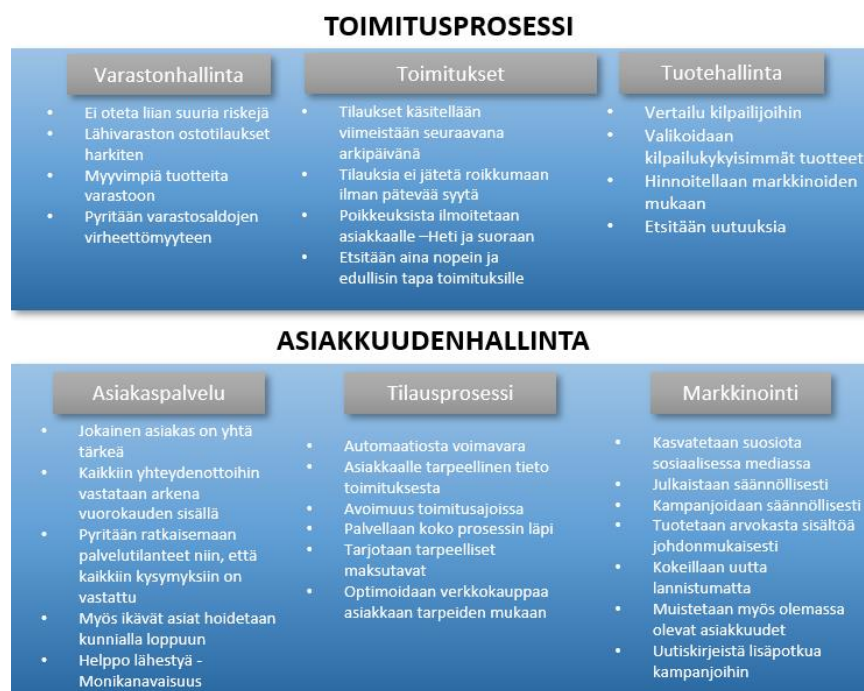 TOIMITUSPROSESSI
Varastonhallinta
• Ei oteta liian suuria riskejä
• Lähivaraston ostotilaukset
harkiten
• Myyvimpiä tuotteita
varastoon
• Pyritään varastosaldojen
virheettömyyteen
Toimitukset
• Tilaukset käsitellään
viimeistään seuraavana
arkipäivänä
• Tilauksia ei jätetä roikkumaan
ilman pätevää syytä
• Poikkeuksista ilmoitetaan
asiakkaalle –Heti ja suoraan
• Etsitään aina nopein ja
edullisin tapa toimituksille
Tuotehallinta
• Vertailu kilpailijoihin
• Valikoidaan
kilpailukykyisimmät tuotteet
• Hinnoitellaan markkinoiden
mukaan
• Etsitään uutuuksia
ASIAKKUUDENHALLINTA
Asiakaspalvelu
• Jokainen asiakas on yhtä
tärkeä
• Kaikkiin yhteydenottoihin
vastataan arkena
vuorokauden sisällä
• Pyritään ratkaisemaan
palvelutilanteet niin, että
kaikkiin kysymyksiin on
vastattu
• Myös ikävät asiat hoidetaan
kunnialla loppuun
• Helppo lähestyä -
Monikanavaisuus
Tilausprosessi
• Automaatiosta voimavara
• Asiakkaalle tarpeellinen tieto
toimituksesta
• Avoimuus toimitusajoissa
• Palvellaan koko prosessin läpi
• Tarjotaan tarpeelliset
maksutavat
• Optimoidaan verkkokauppaa
asiakkaan tarpeiden mukaan
Markkinointi
• Kasvatetaan suosiota
sosiaalisessa mediassa
• Julkaistaan säännöllisesti
• Kampanjoidaan säännöllisesti
• Tuotetaan arvokasta sisältöä
johdonmukaisesti
• Kokeillaan uutta
lannistumatta
• Muistetaan myös olemassa
olevat asiakkuudet
• Uutiskirjeistä lisäpotkua
kampanjoihin